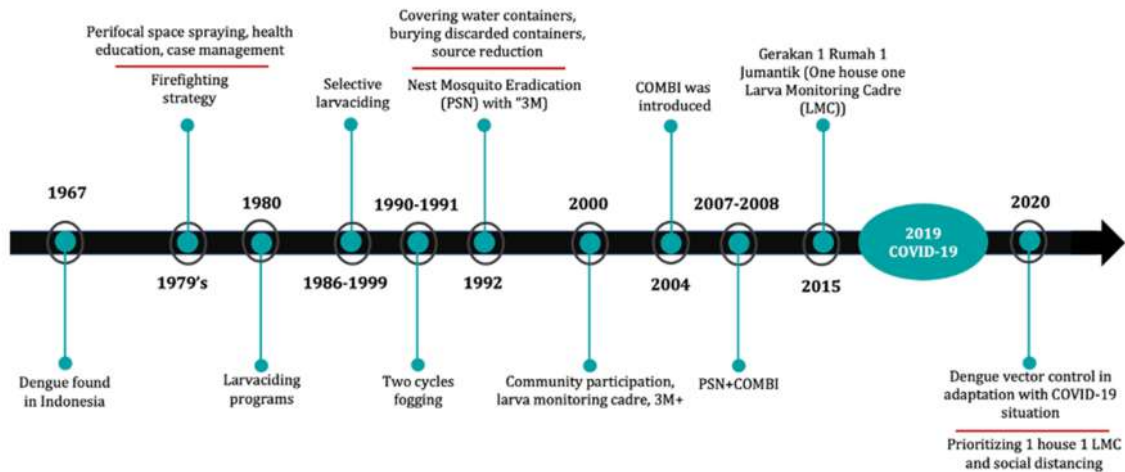 Perifocal space spraying, health
education, case management
Firefighting
strategy
Selective
larvaciding
Covering water containers,
burying discarded containers,
source reduction
Nest Mosquito Eradication
(PSN) with "3M)
COMBI was
introduced
Gerakan 1 Rumah 1
Jumantik (One house one
Larva Monitoring Cadre
(LMC))
1967
1980
1990-1991
2000
2007-2008
2020
2019
COVID-19
1979's
1986-1999
1992
2004
2015
Dengue found
in Indonesia
Larvaciding
programs
Two cycles
fogging
Community participation,
larva monitoring cadre, 3M+
PSN+COMBI
Dengue vector control in
adaptation with COVID-19
situation
Prioritizing 1 house 1 LMC
and social distancing